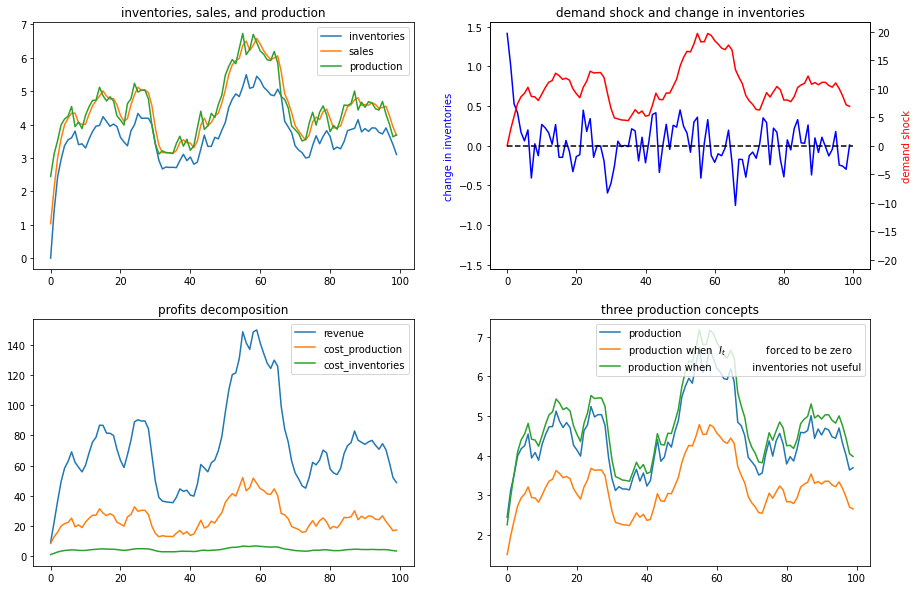 inventories, sales, and production
7
6
5
4
3
2
1
0
inventories
sales
production
0 20 40 60 80 100
demand shock and change in inventories
change in inventories
1.5
1.0
0.5
0.0
−0.5
−1.0
−1.5
20
15
10
5
0
−5
−10
−15
−20
demand shock
0 20 40 60 80 100
profits decomposition
140
120
100
80
60
40
20
0
revenue
cost_production
cost_inventories
0 20 40 60 80 100
three production concepts
7
6
5
4
3
2
production
production when I_t forced to be zero
production when inventories not useful
0 20 40 60 80 100